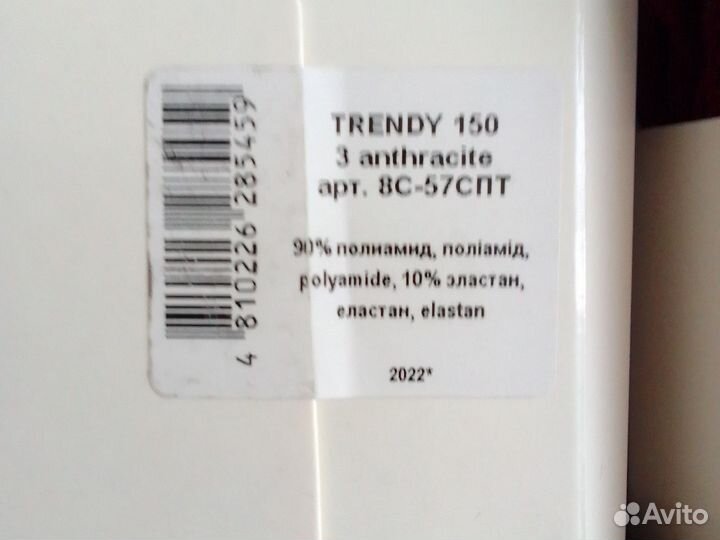 TRENDY 150
3 anthracite
арт. 8С-57СПТ
90% полиамид, поліамід,
polyamide, 10% эластан,
еластан, elastan
2022*
4 810226 285459
Avito